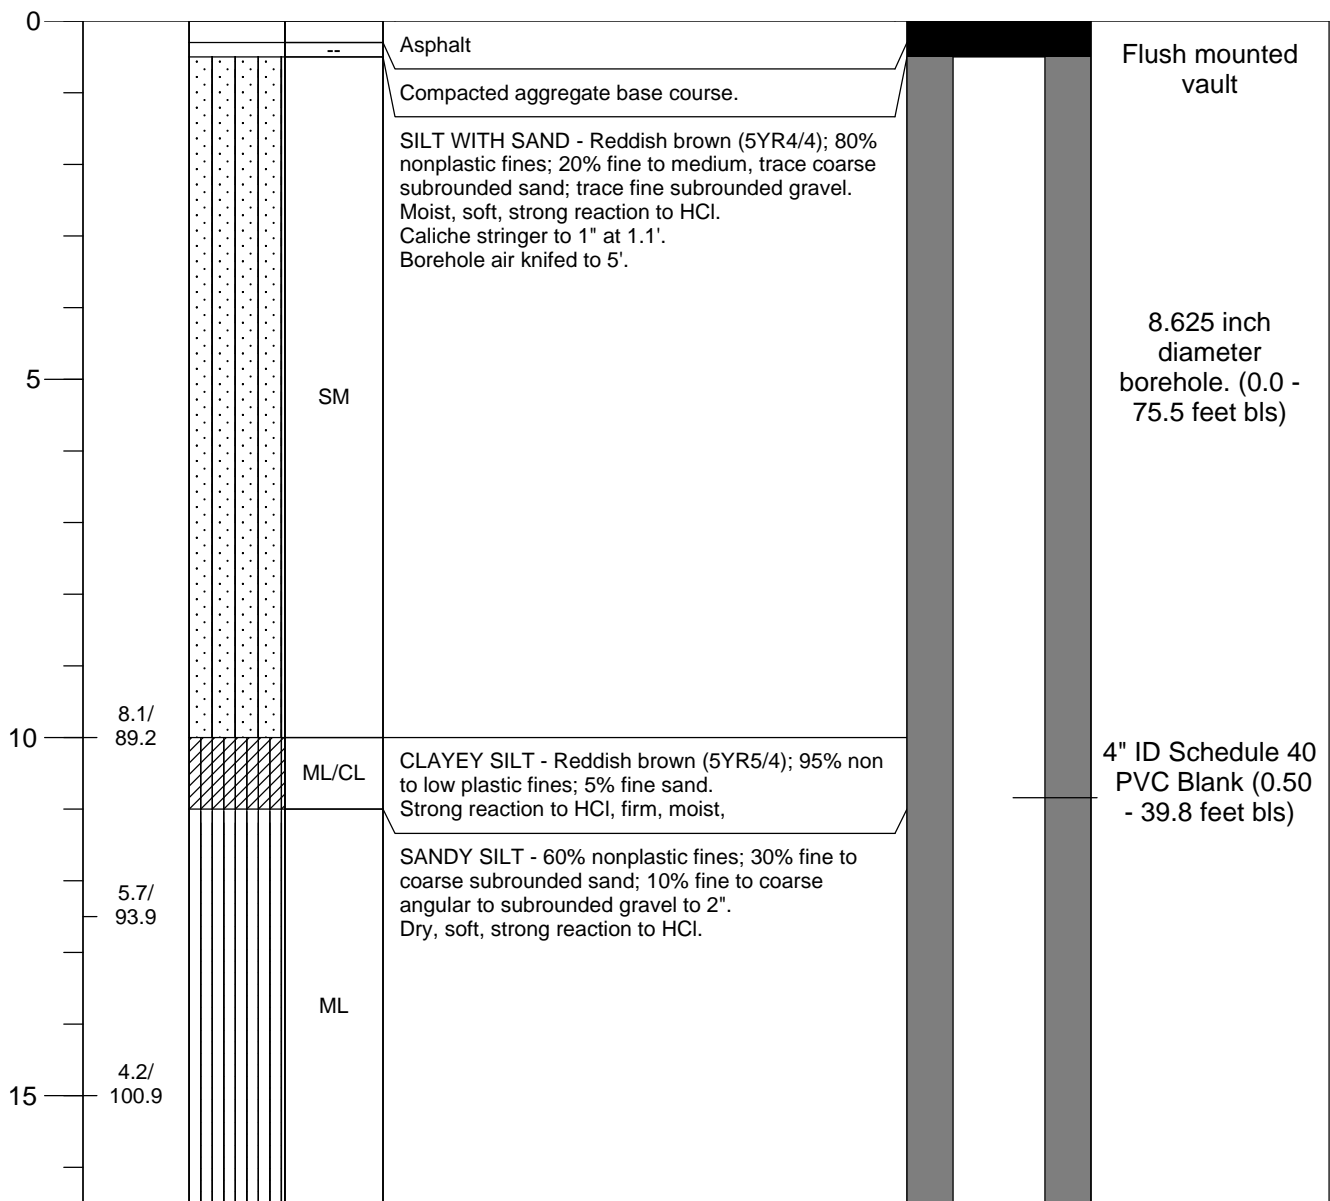 0
--
Asphalt
Compacted aggregate base course.
Flush mounted
vault
SILT WITH SAND - Reddish brown (5YR4/4); 80%
nonplastic fines; 20% fine to medium, trace coarse
subrounded sand; trace fine subrounded gravel.
Moist, soft, strong reaction to HCl.
Caliche stringer to 1" at 1.1'.
Borehole air knifed to 5'.
8.625 inch
diameter
borehole. (0.0 -
75.5 feet bls)
5
SM
8.1/
89.2
10
ML/CL
CLAYEY SILT - Reddish brown (5YR5/4); 95% non
to low plastic fines; 5% fine sand.
Strong reaction to HCl, firm, moist,
4" ID Schedule 40
PVC Blank (0.50
- 39.8 feet bls)
SANDY SILT - 60% nonplastic fines; 30% fine to
coarse subrounded sand; 10% fine to coarse
angular to subrounded gravel to 2".
Dry, soft, strong reaction to HCl.
5.7/
93.9
ML
4.2/
100.9
15